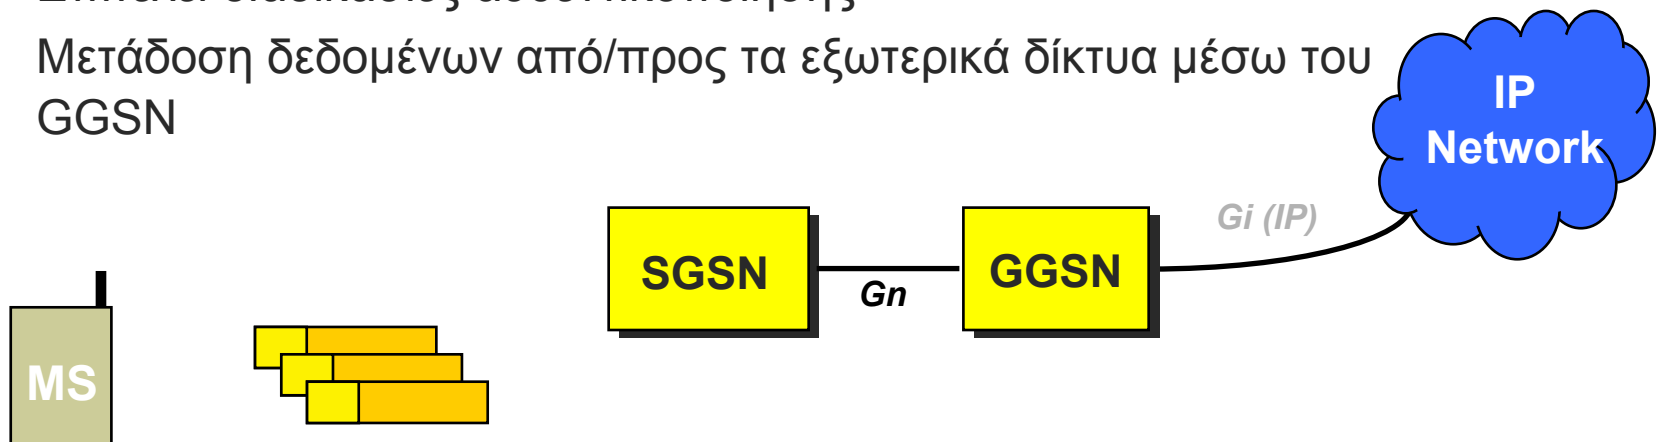 Μετάδοση δεδομένων από/προς τα εξωτερικά δίκτυα μέσω του
GGSN
IP
Network
Gi (IP)
SGSN
Gn
GGSN
MS